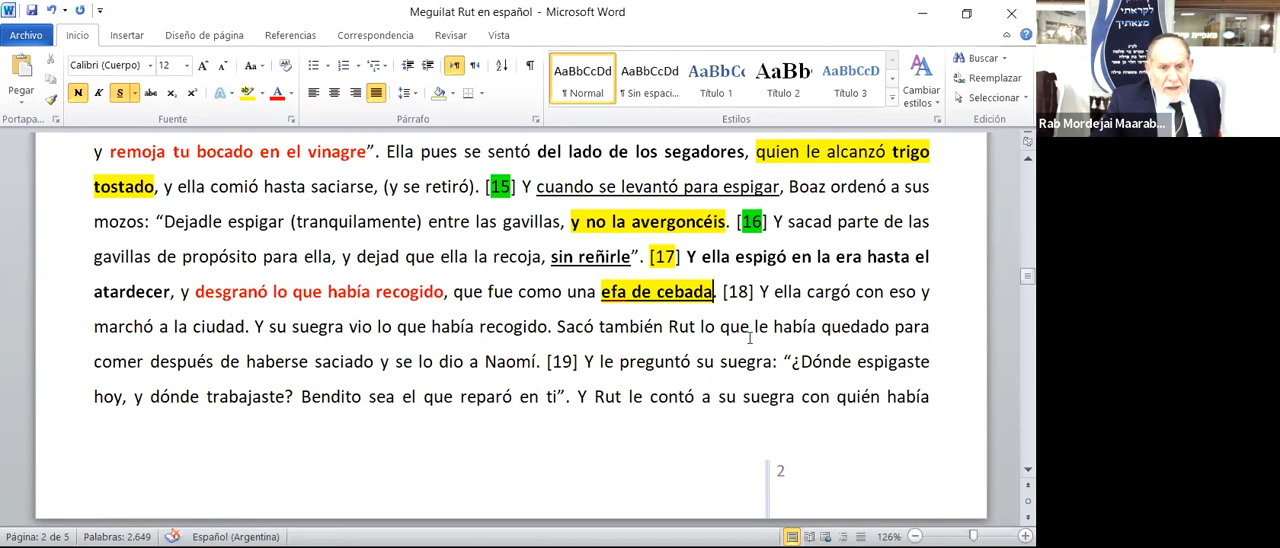 Meguilat Rut en español - Microsoft Word
Archivo Inicio Insertar Diseño de página Referencias Correspondencia Revisar Vista
Calibri (Cuerpo) 12
Pegar
AaBbCcDd AaBbCcDd AaBbCc AaBb AaBbCcD
¶ Normal ¶ Sin espaci... Título 1 Título 2 Título 3
Cambiar estilos
Buscar
Reemplazar
Seleccionar
Portapa... Fuente Párrafo Estilos Edición
y remoja tu bocado en el vinagre”. Ella pues se sentó del lado de los segadores, quien le alcanzó trigo
tostado, y ella comió hasta saciarse, (y se retiró). [15] Y cuando se levantó para espigar, Boaz ordenó a sus
mozos: “Dejadle espigar (tranquilamente) entre las gavillas, y no la avergoncéis. [16] Y sacad parte de las
gavillas de propósito para ella, y dejad que ella la recoja, sin reñirle”. [17] Y ella espigó en la era hasta el
atardecer, y desgranó lo que había recogido, que fue como una efa de cebada. [18] Y ella cargó con eso y
marchó a la ciudad. Y su suegra vio lo que había recogido. Sacó también Rut lo que le había quedado para
comer después de haberse saciado y se lo dio a Naomí. [19] Y le preguntó su suegra: “¿Dónde espigaste
hoy, y dónde trabajaste? Bendito sea el que reparó en ti”. Y Rut le contó a su suegra con quién había
2
Página: 2 de 5 Palabras: 2.649 Español (Argentina) 126%
לקראתי
מצאתיך
Rab Mordejai Maarab...